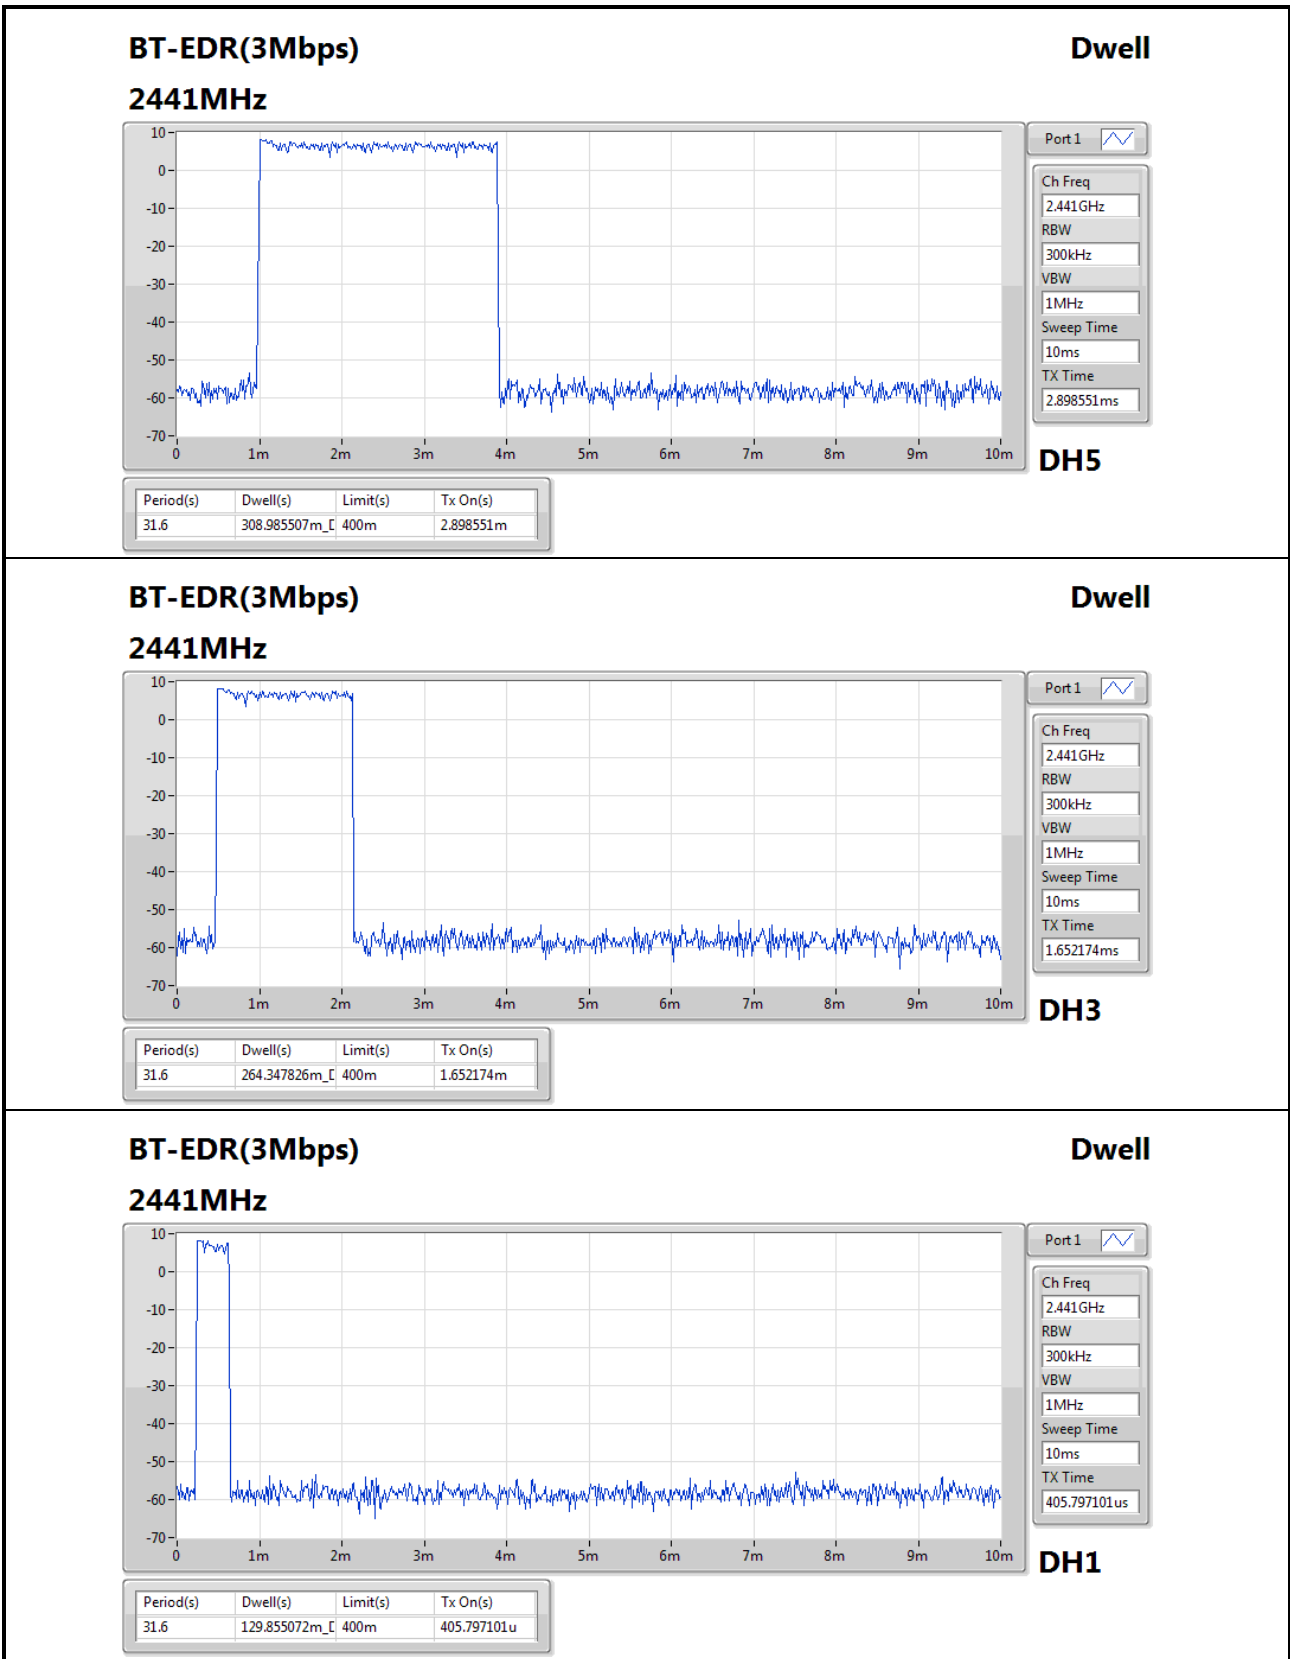 BT-EDR(3Mbps) Dwell
2441MHz
10
0
-10
-20
-30
-40
-50
-60
-70
0 1m 2m 3m 4m 5m 6m 7m 8m 9m 10m
Port 1
Ch Freq
2.441GHz
RBW
300kHz
VBW
1MHz
Sweep Time
10ms
TX Time
2.898551ms
DH5
Period(s) Dwell(s) Limit(s) Tx On(s)
31.6 308.985507m_D 400m 2.898551m
BT-EDR(3Mbps) Dwell
2441MHz
10
0
-10
-20
-30
-40
-50
-60
-70
0 1m 2m 3m 4m 5m 6m 7m 8m 9m 10m
Port 1
Ch Freq
2.441GHz
RBW
300kHz
VBW
1MHz
Sweep Time
10ms
TX Time
1.652174ms
DH3
Period(s) Dwell(s) Limit(s) Tx On(s)
31.6 264.347826m_D 400m 1.652174m
BT-EDR(3Mbps) Dwell
2441MHz
10
0
-10
-20
-30
-40
-50
-60
-70
0 1m 2m 3m 4m 5m 6m 7m 8m 9m 10m
Port 1
Ch Freq
2.441GHz
RBW
300kHz
VBW
1MHz
Sweep Time
10ms
TX Time
405.797101us
DH1
Period(s) Dwell(s) Limit(s) Tx On(s)
31.6 129.855072m_D 400m 405.797101u